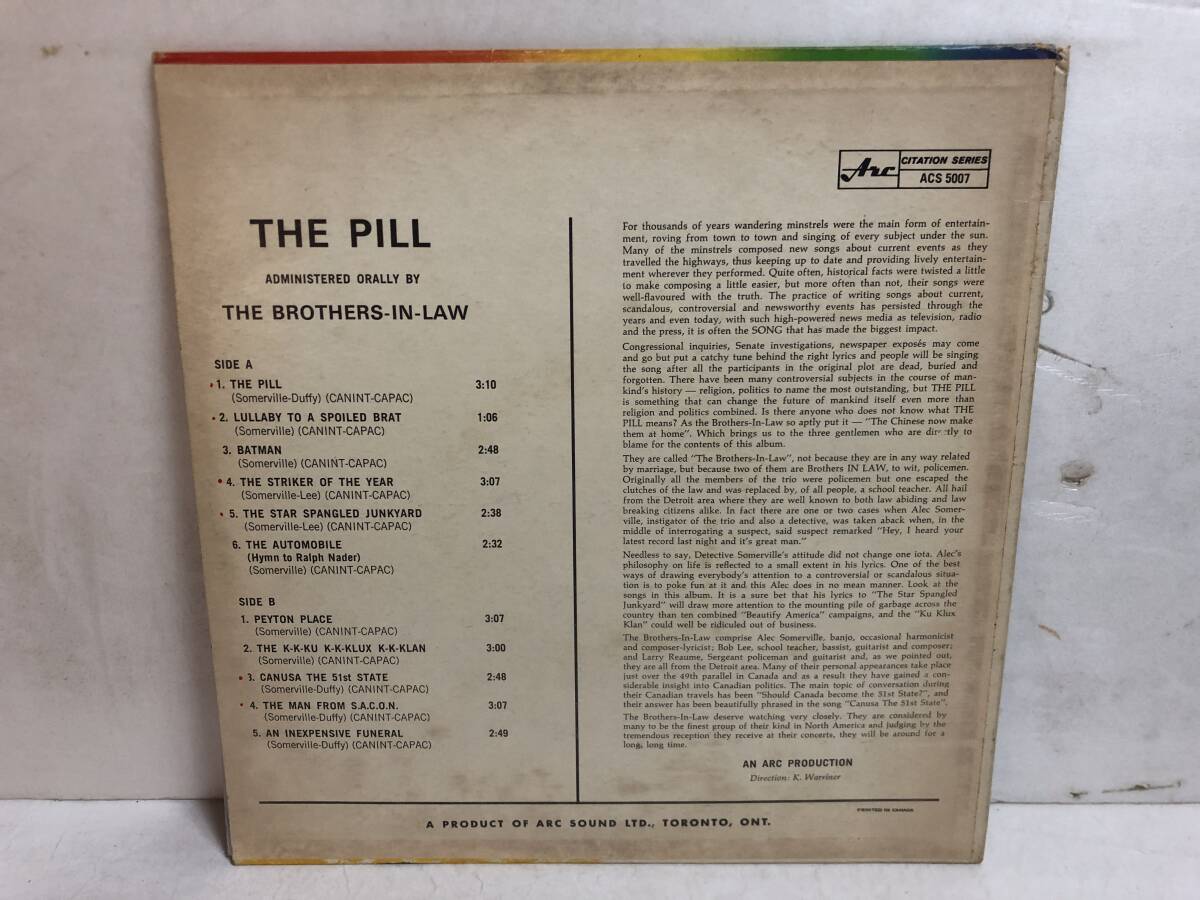 Arc
CITATION SERIES
ACS 5007
THE PILL
ADMINISTERED ORALLY BY
THE BROTHERS-IN-LAW
SIDE A
1. THE PILL 3:10
(Somerville-Duffy) (CANINT-CAPAC)
2. LULLABY TO A SPOILED BRAT 1:06
(Somerville) (CANINT-CAPAC)
3. BATMAN 2:48
(Somerville) (CANINT-CAPAC)
4. THE STRIKER OF THE YEAR 3:07
(Somerville-Lee) (CANINT-CAPAC)
5. THE STAR SPANGLED JUNKYARD 2:38
(Somerville-Lee) (CANINT-CAPAC)
6. THE AUTOMOBILE 2:32
(Hymn to Ralph Nader)
(Somerville) (CANINT-CAPAC)
SIDE B
1. PEYTON PLACE 3:07
(Somerville) (CANINT-CAPAC)
2. THE K-K-KU K-K-KLUX K-K-KLAN 3:00
(Somerville) (CANINT-CAPAC)
3. CANUSA THE 51st STATE 2:48
(Somerville-Duffy) (CANINT-CAPAC)
4. THE MAN FROM S.A.C.O.N. 3:07
(Somerville-Duffy) (CANINT-CAPAC)
5. AN INEXPENSIVE FUNERAL 2:49
(Somerville-Duffy) (CANINT-CAPAC)
For thousands of years wandering minstrels were the main form of entertain-
ment, roving from town to town and singing of every subject under the sun.
Many of the minstrels composed new songs about current events as they
travelled the highways, thus keeping up to date and providing lively entertain-
ment wherever they performed. Quite often, historical facts were twisted a little
to make composing a little easier, but more often than not, their songs were
well-flavoured with the truth. The practice of writing songs about current,
scandalous, controversial and newsworthy events has persisted through the
years and even today, with such high-powered news media as television, radio
and the press, it is often the SONG that has made the biggest impact.
Congressional inquiries, Senate investigations, newspaper exposés may come
and go but put a catchy tune behind the right lyrics and people will be singing
the song after all the participants in the original plot are dead, buried and
forgotten. There have been many controversial subjects in the course of man-
kind's history — religion, politics to name the most outstanding, but THE PILL
is something that can change the future of mankind itself even more than
religion and politics combined. Is there anyone who does not know what THE
PILL means? As the Brothers-In-Law so aptly put it — "The Chinese now make
them at home". Which brings us to the three gentlemen who are directly to
blame for the contents of this album.
They are called "The Brothers-In-Law", not because they are in any way related
by marriage, but because two of them are Brothers IN LAW, to wit, policemen.
Originally all the members of the trio were policemen but one escaped the
clutches of the law and was replaced by, of all people, a school teacher. All hail
from the Detroit area where they are well known to both law abiding and law
breaking citizens alike. In fact there are one or two cases when Alec Somer-
ville, instigator of the trio and also a detective, was taken aback when, in the
middle of interrogating a suspect, said suspect remarked "Hey, I heard your
latest record last night and it's great man."
Needless to say, Detective Somerville's attitude did not change one iota. Alec's
philosophy on life is reflected to a small extent in his lyrics. One of the best
ways of drawing everybody's attention to a controversial or scandalous situa-
tion is to poke fun at it and this Alec does in no mean manner. Look at the
songs in this album. It is a sure bet that his lyrics to "The Star Spangled
Junkyard" will draw more attention to the mounting pile of garbage across the
country than ten combined "Beautify America" campaigns, and the "Ku Klux
Klan" could well be ridiculed out of business.
The Brothers-In-Law comprise Alec Somerville, banjo, occasional harmonicist
and composer-lyricist; Bob Lee, school teacher, bassist, guitarist and composer;
and Larry Reaume, Sergeant policeman and guitarist and, as we pointed out,
they are all from the Detroit area. Many of their personal appearances take place
just over the 49th parallel in Canada and as a result they have gained a con-
siderable insight into Canadian politics. The main topic of conversation during
their Canadian travels has been "Should Canada become the 51st State?", and
their answer has been beautifully phrased in the song "Canusa The 51st State".
The Brothers-In-Law deserve watching very closely. They are considered by
many to be the finest group of their kind in North America and judging by the
tremendous reception they receive at their concerts, they will be around for a
long, long time.
AN ARC PRODUCTION
Direction: K. Warriner
PRINTED IN CANADA
A PRODUCT OF ARC SOUND LTD., TORONTO, ONT.